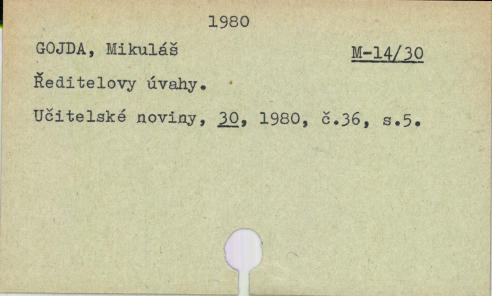 1980
GOJDA, Mikuláš M-14/30
Ředitelovy úvahy.
Učitelské noviny, 30, 1980, č.36, s.5.